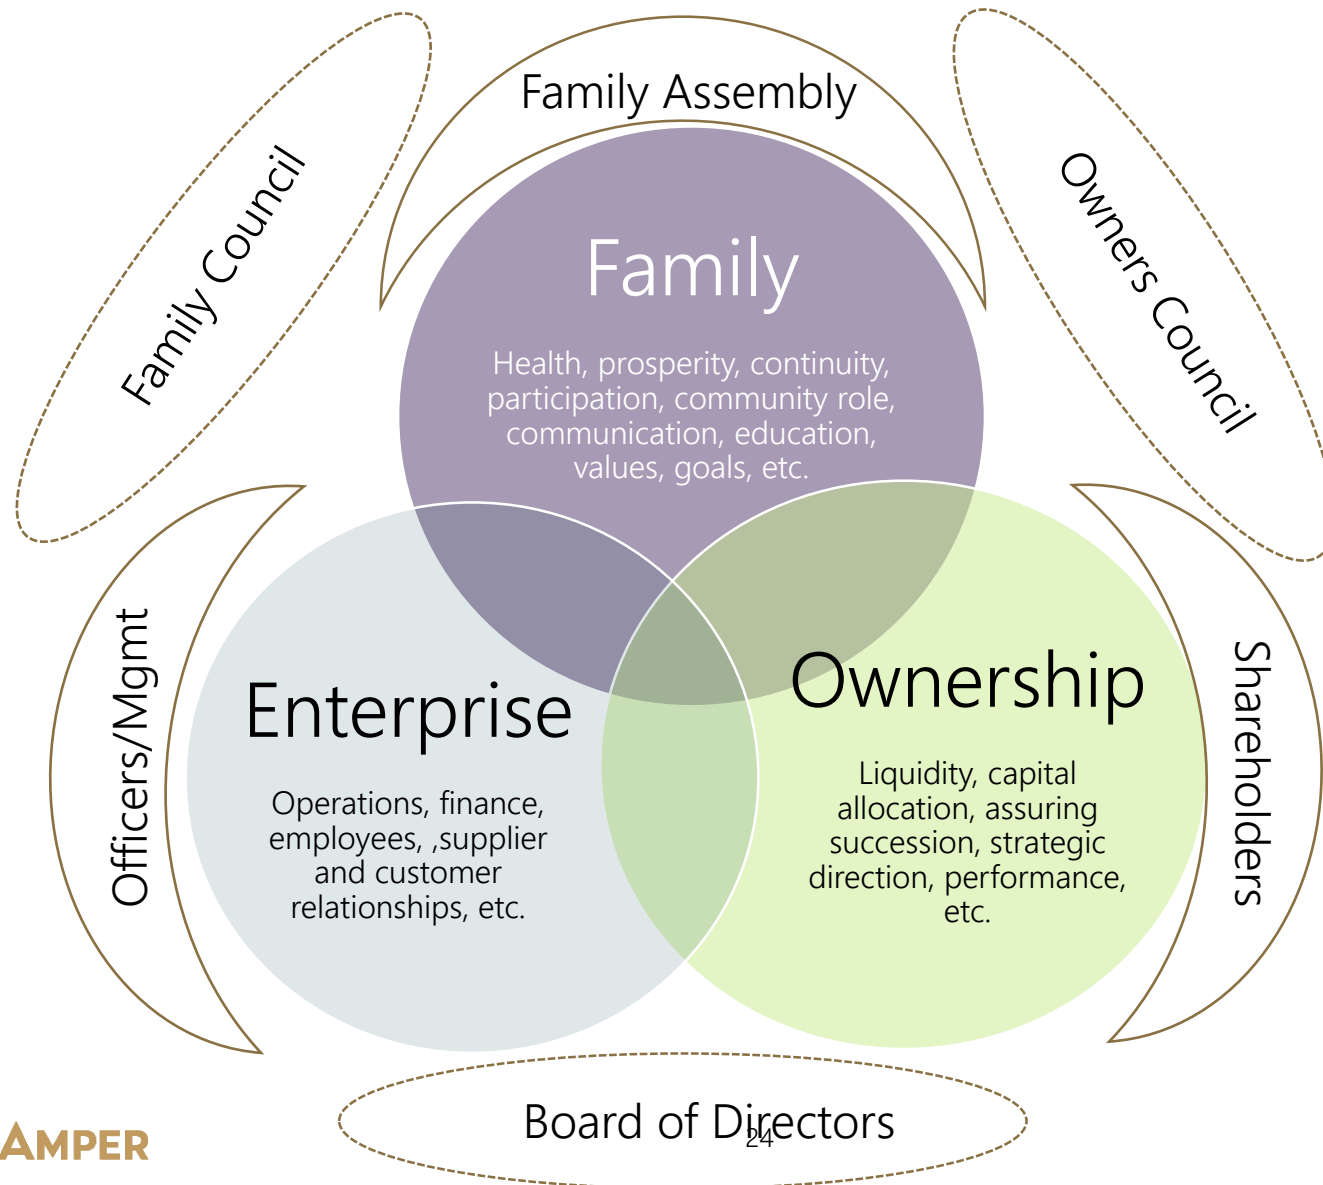 Family Assembly
Family Council
Owners Council
Family
Health, prosperity, continuity,
participation, community role,
communication, education,
values, goals, etc.
Officers/Mgmt
Enterprise
Operations, finance,
employees, ,supplier
and customer
relationships, etc.
Ownership
Liquidity, capital
allocation, assuring
succession, strategic
direction, performance,
etc.
Shareholders
Board of Directors
24
AMPER